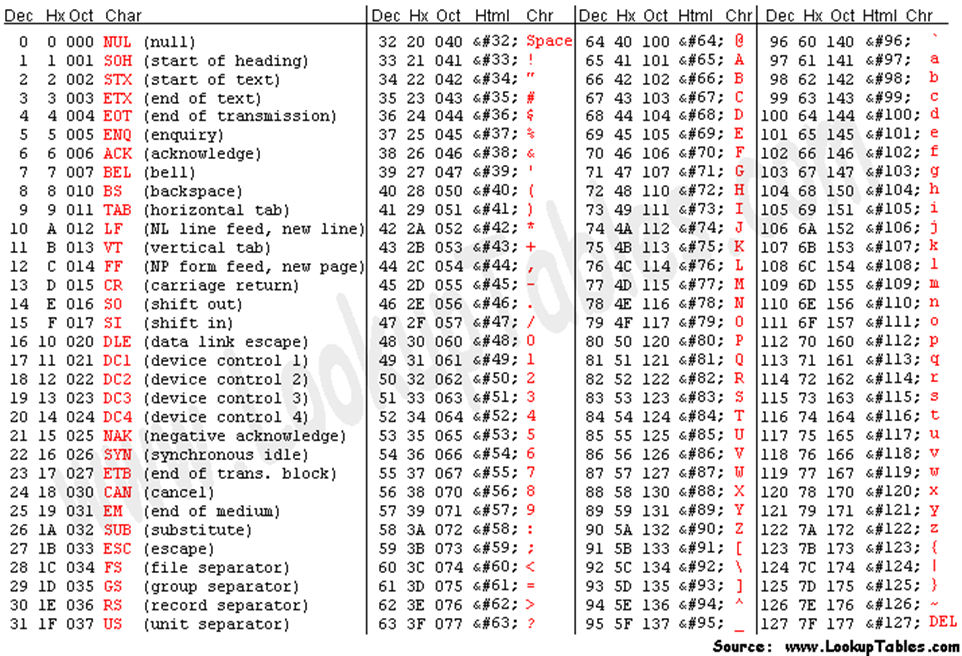 Dec Hx Oct Char Dec Hx Oct Html Chr Dec Hx Oct Html Chr Dec Hx Oct Html Chr
0 0 000 NUL (null) 32 20 040 &#32; Space 64 40 100 &#64; @ 96 60 140 &#96; `
1 1 001 SOH (start of heading) 33 21 041 &#33; ! 65 41 101 &#65; A 97 61 141 &#97; a
2 2 002 STX (start of text) 34 22 042 &#34; " 66 42 102 &#66; B 98 62 142 &#98; b
3 3 003 ETX (end of text) 35 23 043 &#35; # 67 43 103 &#67; C 99 63 143 &#99; c
4 4 004 EOT (end of transmission) 36 24 044 &#36; $ 68 44 104 &#68; D 100 64 144 &#100; d
5 5 005 ENQ (enquiry) 37 25 045 &#37; % 69 45 105 &#69; E 101 65 145 &#101; e
6 6 006 ACK (acknowledge) 38 26 046 &#38; & 70 46 106 &#70; F 102 66 146 &#102; f
7 7 007 BEL (bell) 39 27 047 &#39; ' 71 47 107 &#71; G 103 67 147 &#103; g
8 8 010 BS (backspace) 40 28 050 &#40; ( 72 48 110 &#72; H 104 68 150 &#104; h
9 9 011 TAB (horizontal tab) 41 29 051 &#41; ) 73 49 111 &#73; I 105 69 151 &#105; i
10 A 012 LF (NL line feed, new line) 42 2A 052 &#42; * 74 4A 112 &#74; J 106 6A 152 &#106; j
11 B 013 VT (vertical tab) 43 2B 053 &#43; + 75 4B 113 &#75; K 107 6B 153 &#107; k
12 C 014 FF (NP form feed, new page) 44 2C 054 &#44; , 76 4C 114 &#76; L 108 6C 154 &#108; l
13 D 015 CR (carriage return) 45 2D 055 &#45; - 77 4D 115 &#77; M 109 6D 155 &#109; m
14 E 016 SO (shift out) 46 2E 056 &#46; . 78 4E 116 &#78; N 110 6E 156 &#110; n
15 F 017 SI (shift in) 47 2F 057 &#47; / 79 4F 117 &#79; O 111 6F 157 &#111; o
16 10 020 DLE (data link escape) 48 30 060 &#48; 0 80 50 120 &#80; P 112 70 160 &#112; p
17 11 021 DC1 (device control 1) 49 31 061 &#49; 1 81 51 121 &#81; Q 113 71 161 &#113; q
18 12 022 DC2 (device control 2) 50 32 062 &#50; 2 82 52 122 &#82; R 114 72 162 &#114; r
19 13 023 DC3 (device control 3) 51 33 063 &#51; 3 83 53 123 &#83; S 115 73 163 &#115; s
20 14 024 DC4 (device control 4) 52 34 064 &#52; 4 84 54 124 &#84; T 116 74 164 &#116; t
21 15 025 NAK (negative acknowledge) 53 35 065 &#53; 5 85 55 125 &#85; U 117 75 165 &#117; u
22 16 026 SYN (synchronous idle) 54 36 066 &#54; 6 86 56 126 &#86; V 118 76 166 &#118; v
23 17 027 ETB (end of trans. block) 55 37 067 &#55; 7 87 57 127 &#87; W 119 77 167 &#119; w
24 18 030 CAN (cancel) 56 38 070 &#56; 8 88 58 130 &#88; X 120 78 170 &#120; x
25 19 031 EM (end of medium) 57 39 071 &#57; 9 89 59 131 &#89; Y 121 79 171 &#121; y
26 1A 032 SUB (substitute) 58 3A 072 &#58; : 90 5A 132 &#90; Z 122 7A 172 &#122; z
27 1B 033 ESC (escape) 59 3B 073 &#59; ; 91 5B 133 &#91; [ 123 7B 173 &#123; {
28 1C 034 FS (file separator) 60 3C 074 &#60; < 92 5C 134 &#92; \ 124 7C 174 &#124; |
29 1D 035 GS (group separator) 61 3D 075 &#61; = 93 5D 135 &#93; ] 125 7D 175 &#125; }
30 1E 036 RS (record separator) 62 3E 076 &#62; > 94 5E 136 &#94; ^ 126 7E 176 &#126; ~
31 1F 037 US (unit separator) 63 3F 077 &#63; ? 95 5F 137 &#95; _ 127 7F 177 &#127; DEL
www.LookupTables.com
Source: www.LookupTables.com